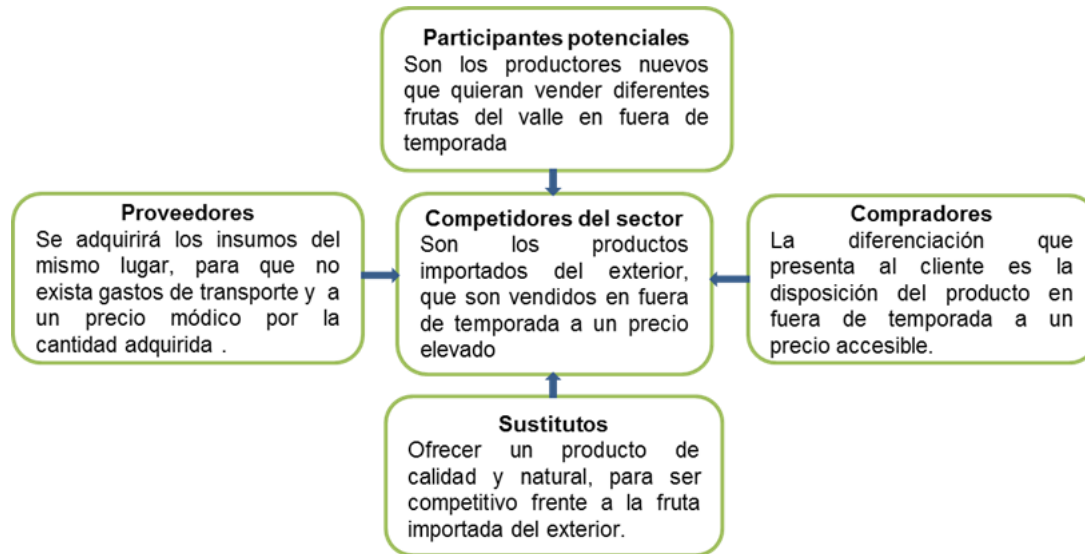 Participantes potenciales
Son los productores nuevos
que quieran vender diferentes
frutas del valle en fuera de
temporada
Proveedores
Se adquirirá los insumos del
mismo lugar, para que no
exista gastos de transporte y a
un precio módico por la
cantidad adquirida .
Competidores del sector
Son los productos
importados del exterior,
que son vendidos en fuera
de temporada a un precio
elevado
Compradores
La diferenciación que
presenta al cliente es la
disposición del producto en
fuera de temporada a un
precio accesible.
Sustitutos
Ofrecer un producto de
calidad y natural, para ser
competitivo frente a la fruta
importada del exterior.